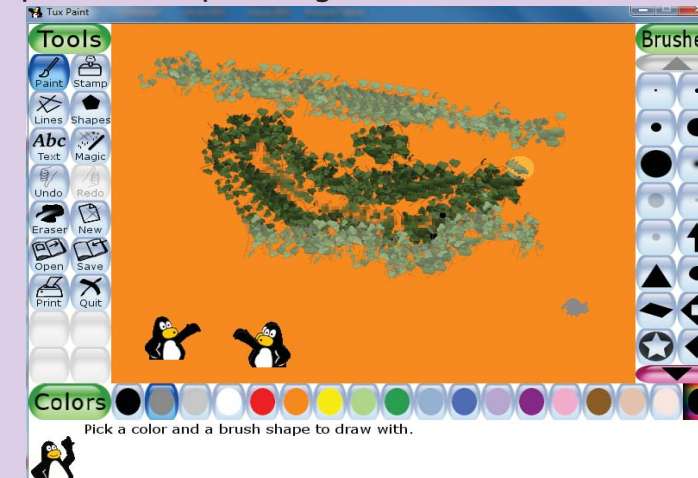 Tux Paint
Tools
Brushe
Paint Stamp
Lines Shapes
Abc
Text Magic
Undo Redo
Eraser New
Open Save
Print Quit
Colors
Pick a color and a brush shape to draw with.